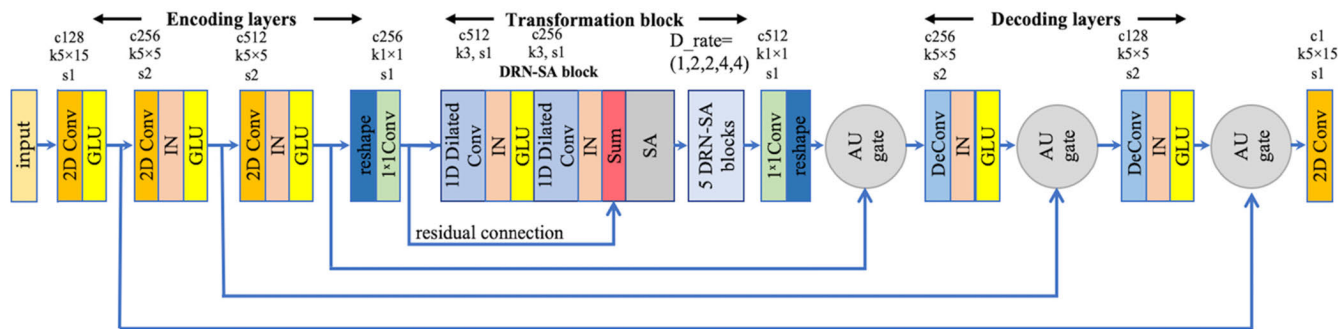 Encoding layers
Transformation block
Decoding layers
c128
k5×15
s1
c256
k5×5
s2
c512
k5×5
s2
c256
k1×1
s1
c512
k3, s1
c256
k3, s1
DRN-SA block
D_rate=
(1,2,2,4,4)
c512
k1×1
s1
c256
k5×5
s2
c128
k5×5
s2
c1
k5×15
s1
input
2D Conv
GLU
2D Conv
IN
GLU
2D Conv
IN
GLU
reshape
1×1Conv
1D Dilated
Conv
IN
GLU
1D Dilated
Conv
IN
Sum
SA
5 DRN-SA
blocks
1×1Conv
reshape
AU
gate
DeConv
IN
GLU
AU
gate
DeConv
IN
GLU
AU
gate
2D Conv
residual connection